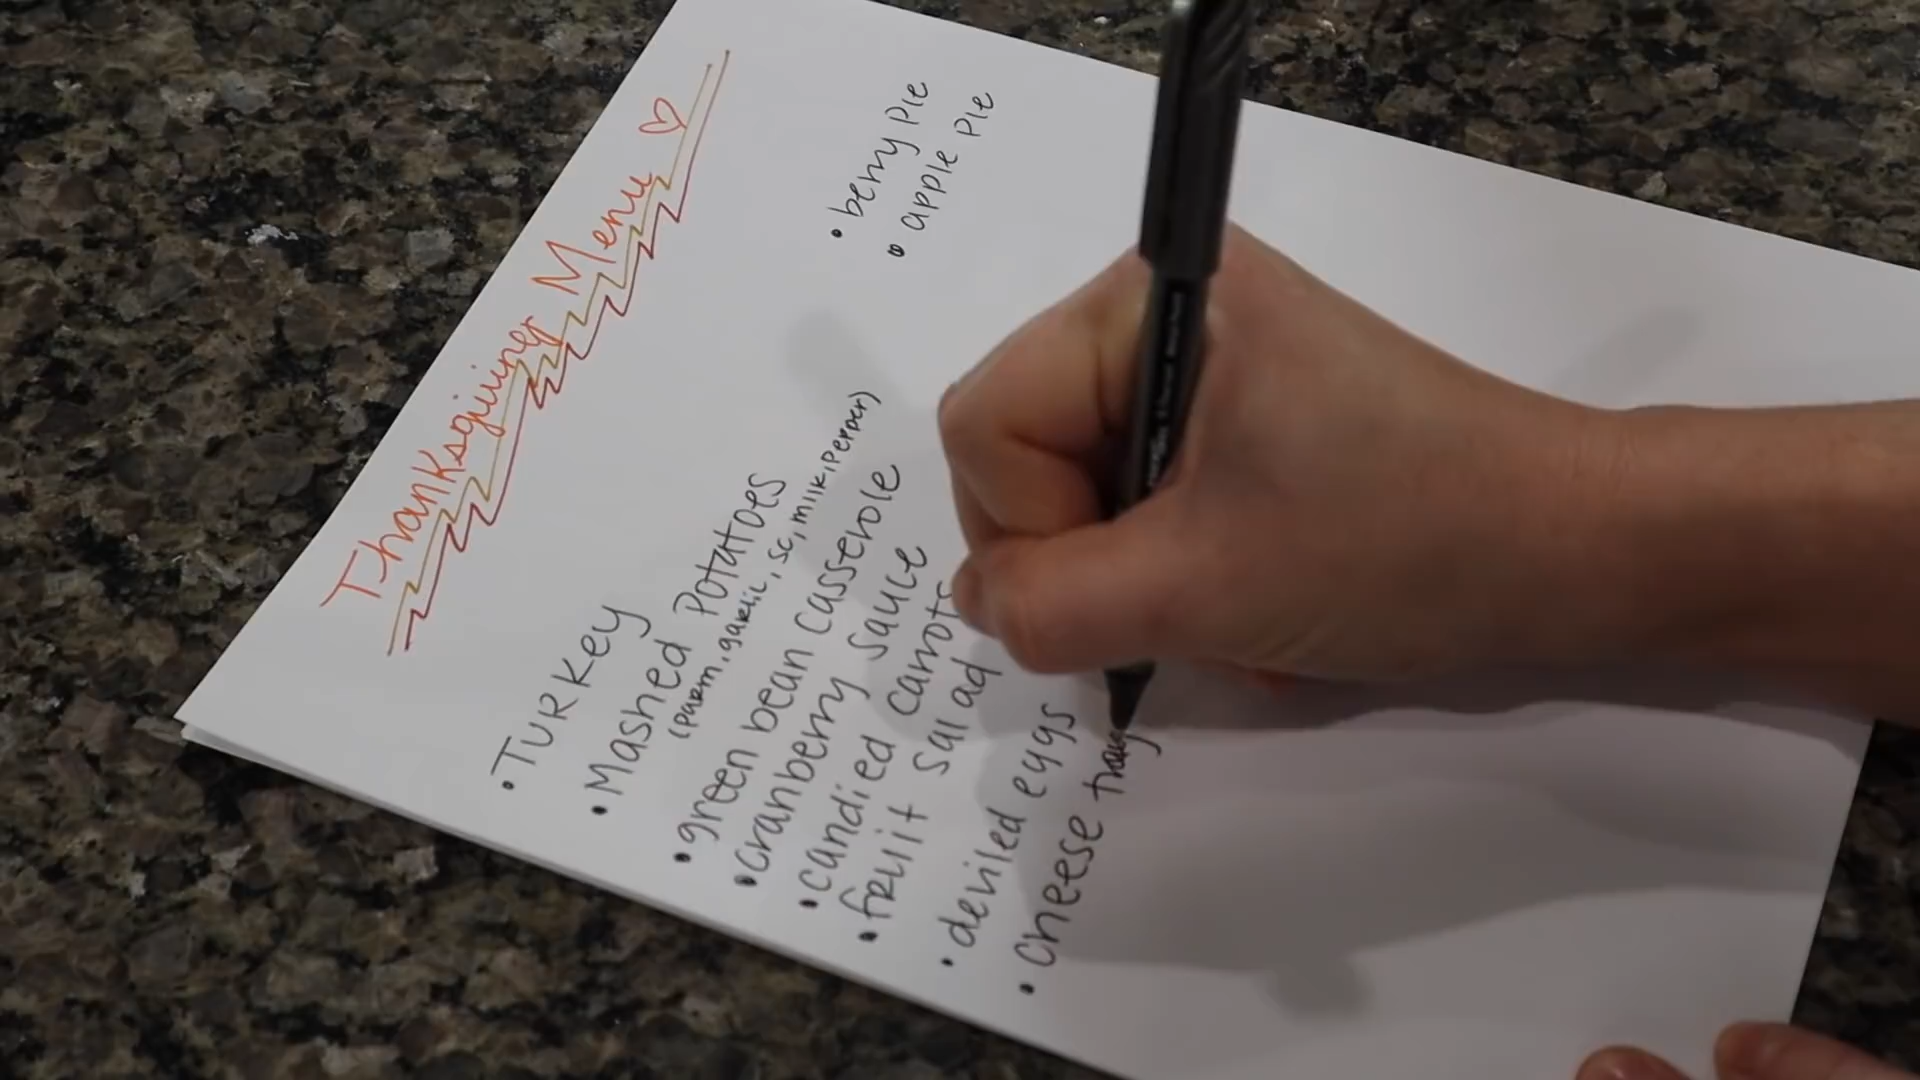 Thanksgiving Menu ♡
• TURKEY
• Mashed Potatoes
(parm, garlic, sc, milk, pepper)
• green bean casserole
• cranberry sauce
• candied carrots
• fruit salad
• deviled eggs
• cheese tray
• berry Pie
• apple Pie